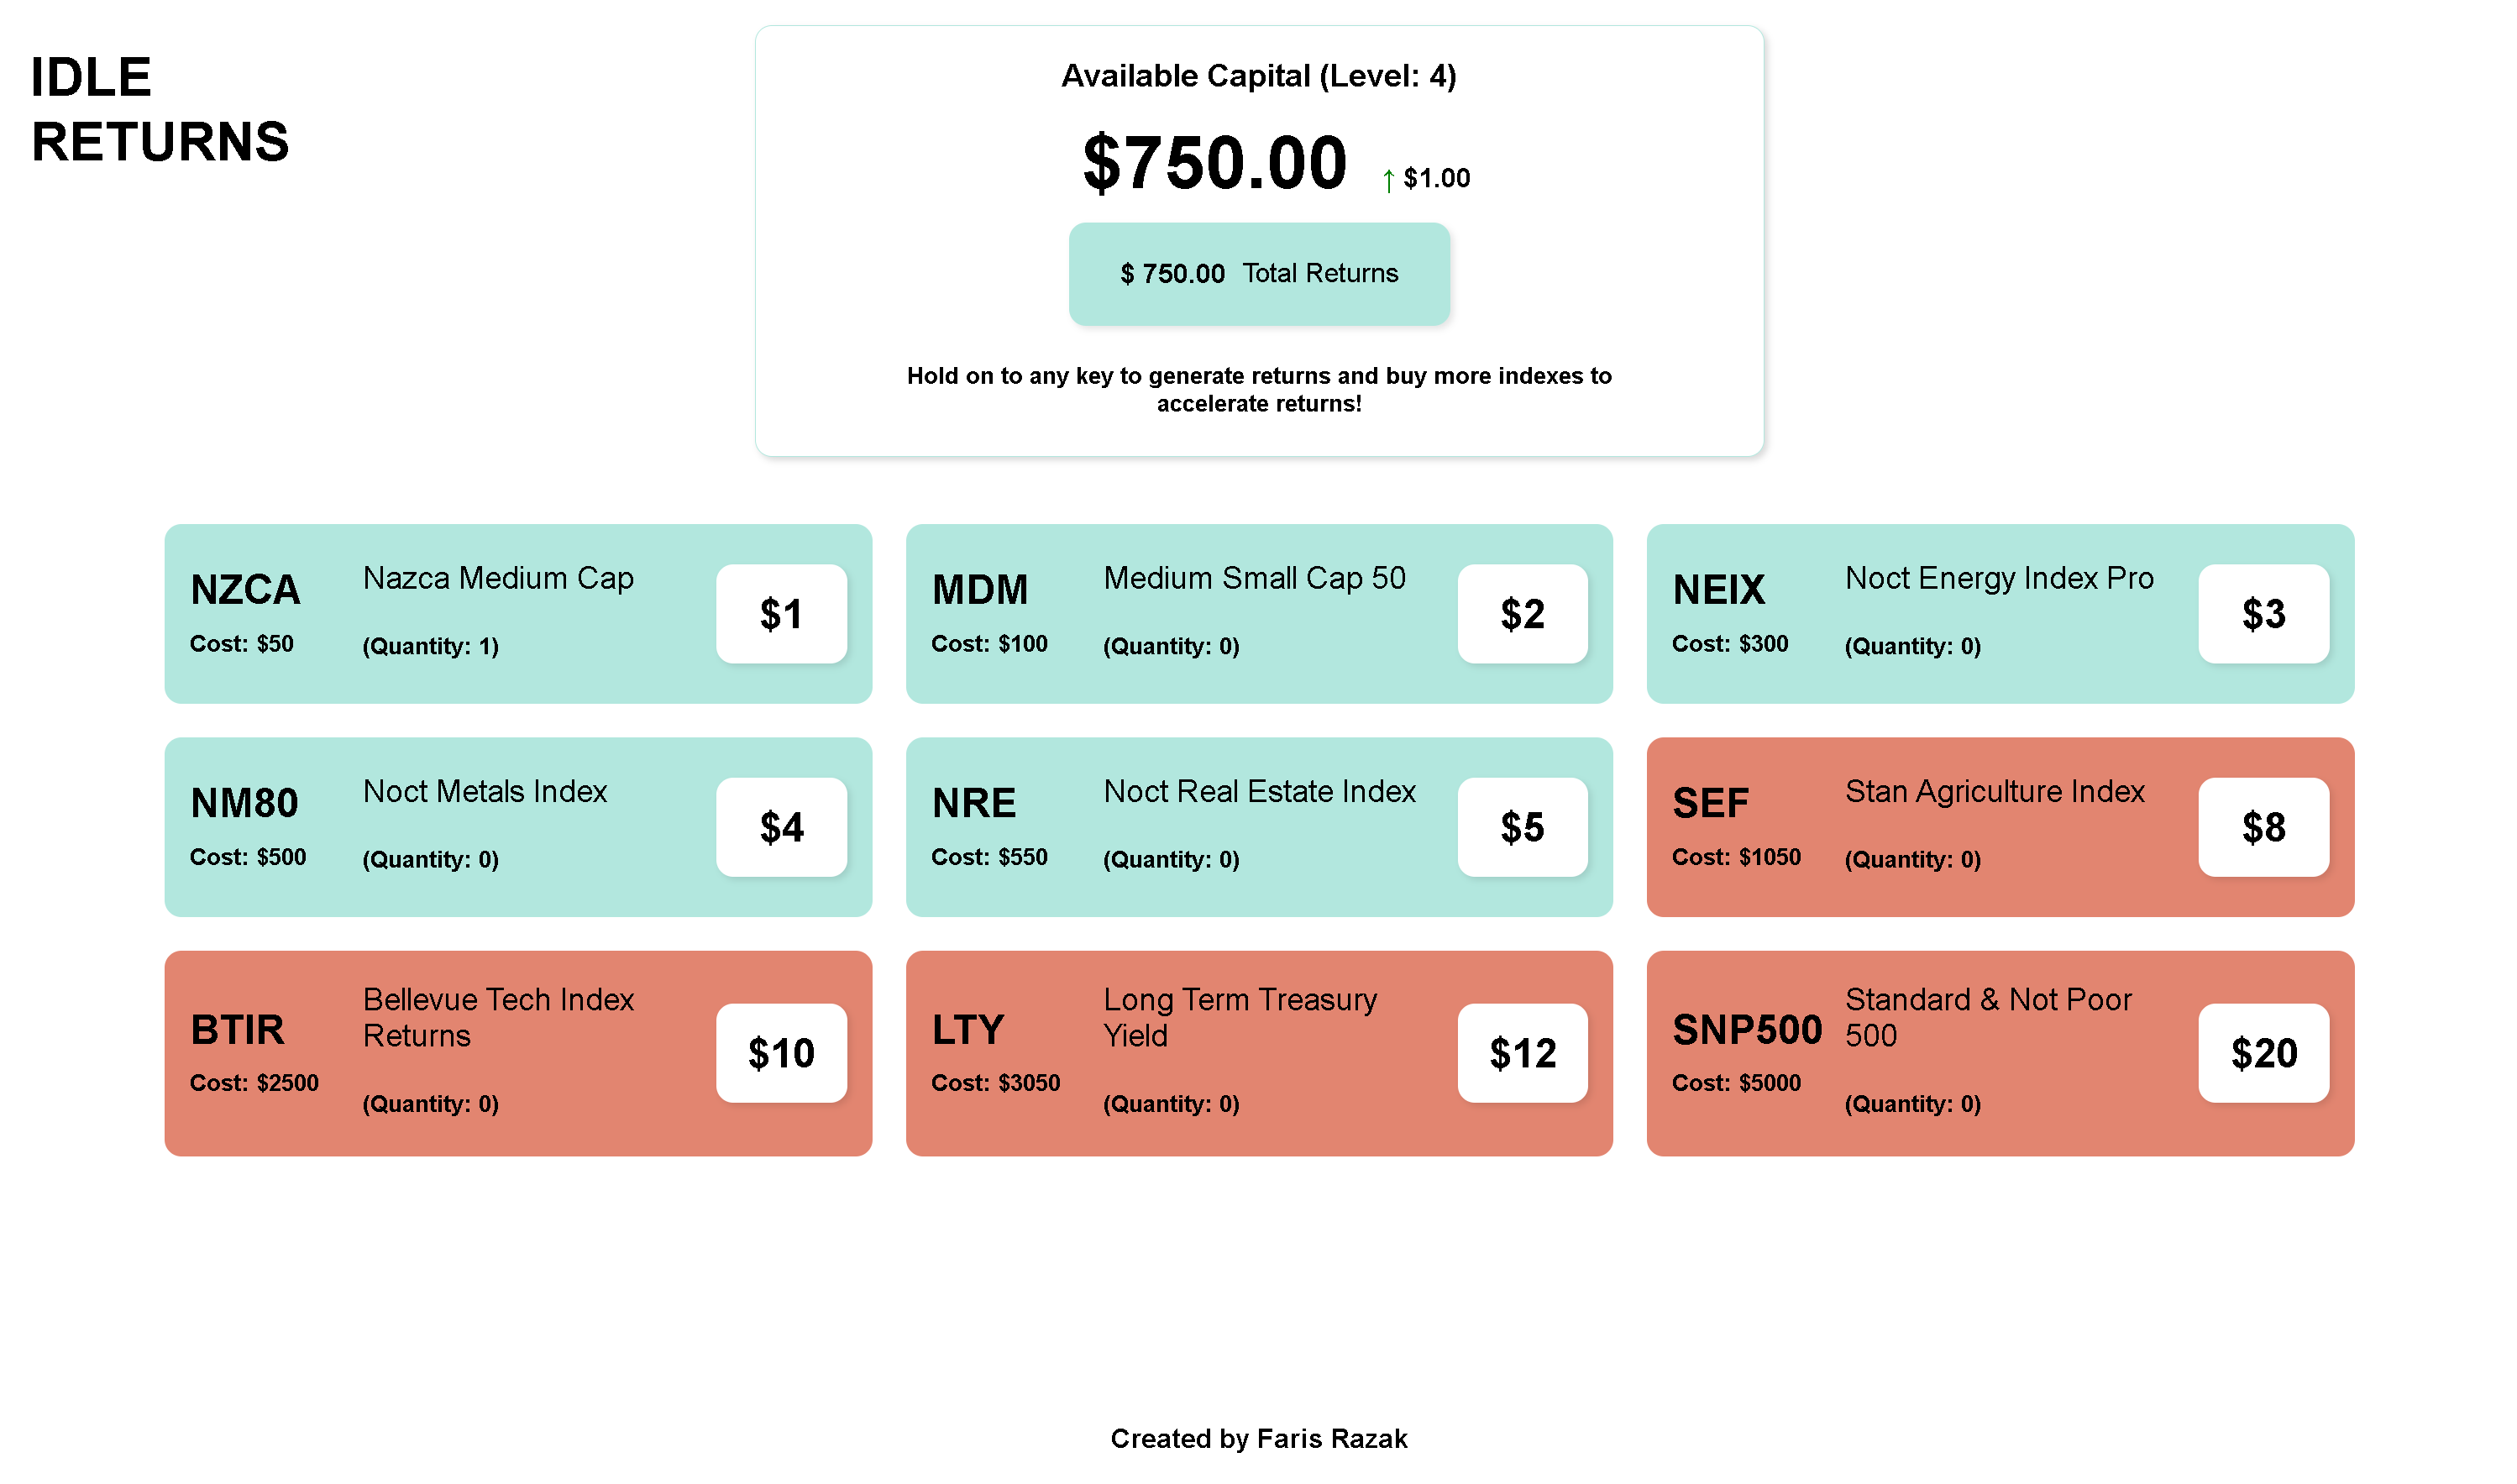 IDLE
RETURNS
Available Capital (Level: 4)
$750.00 ↑ $1.00
$ 750.00 Total Returns
Hold on to any key to generate returns and buy more indexes to
accelerate returns!
NZCA
Cost: $50
Nazca Medium Cap
(Quantity: 1)
$1
MDM
Cost: $100
Medium Small Cap 50
(Quantity: 0)
$2
NEIX
Cost: $300
Noct Energy Index Pro
(Quantity: 0)
$3
NM80
Cost: $500
Noct Metals Index
(Quantity: 0)
$4
NRE
Cost: $550
Noct Real Estate Index
(Quantity: 0)
$5
SEF
Cost: $1050
Stan Agriculture Index
(Quantity: 0)
$8
BTIR
Cost: $2500
Bellevue Tech Index
Returns
(Quantity: 0)
$10
LTY
Cost: $3050
Long Term Treasury
Yield
(Quantity: 0)
$12
SNP500
Cost: $5000
Standard & Not Poor
500
(Quantity: 0)
$20
Created by Faris Razak